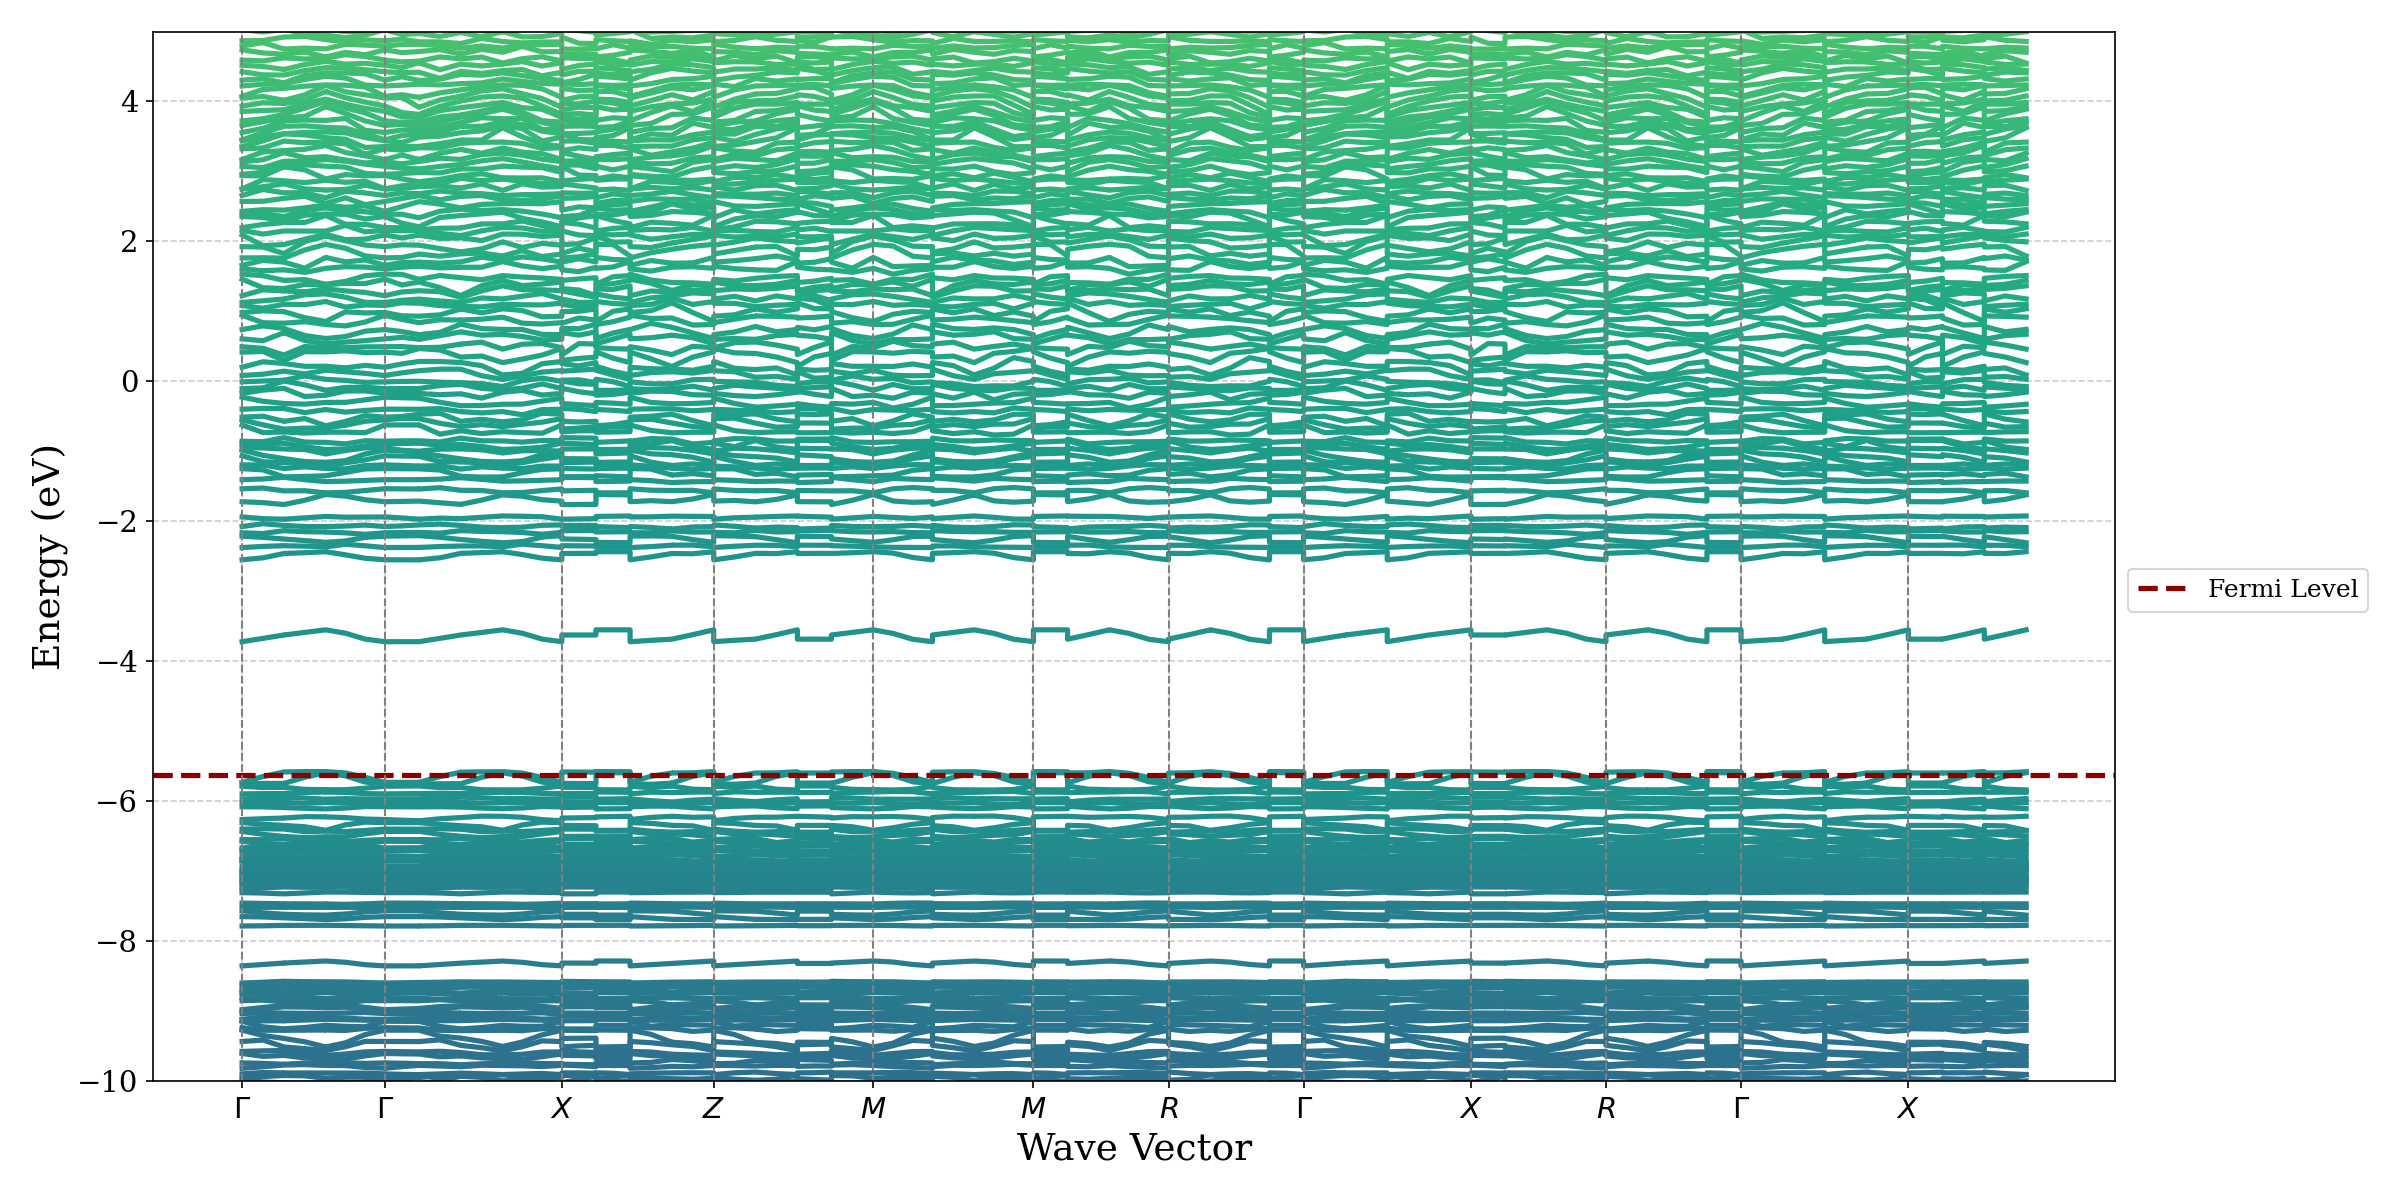 Energy (eV)
4
2
0
−2
−4
−6
−8
−10
Γ Γ X Z M M R Γ X R Γ X
Wave Vector
Fermi Level